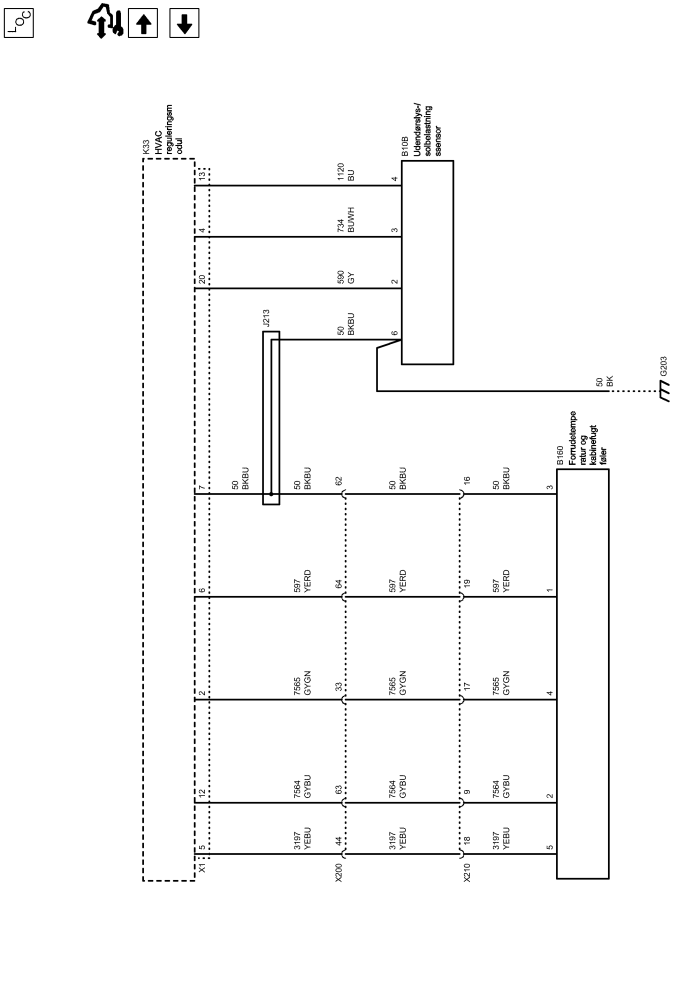 LOC
K33
HVAC
reguleringsm
odul
13
4
20
7
6
2
12
5
X1
1120
BU
734
BUWH
590
GY
50
BKBU
4
3
2
6
B10B
Udendørslys-/
solbelastning
ssensor
J213
50
BKBU
50
BKBU
62
50
BKBU
16
50
BKBU
3
597
YERD
64
597
YERD
19
597
YERD
1
7565
GYGN
33
7565
GYGN
17
7565
GYGN
4
7564
GYBU
63
7564
GYBU
9
7564
GYBU
2
3197
YEBU
44
3197
YEBU
18
3197
YEBU
5
X200
X210
B160
Forrudetempe
ratur og
kabinefugt
føler
50
BK
G203